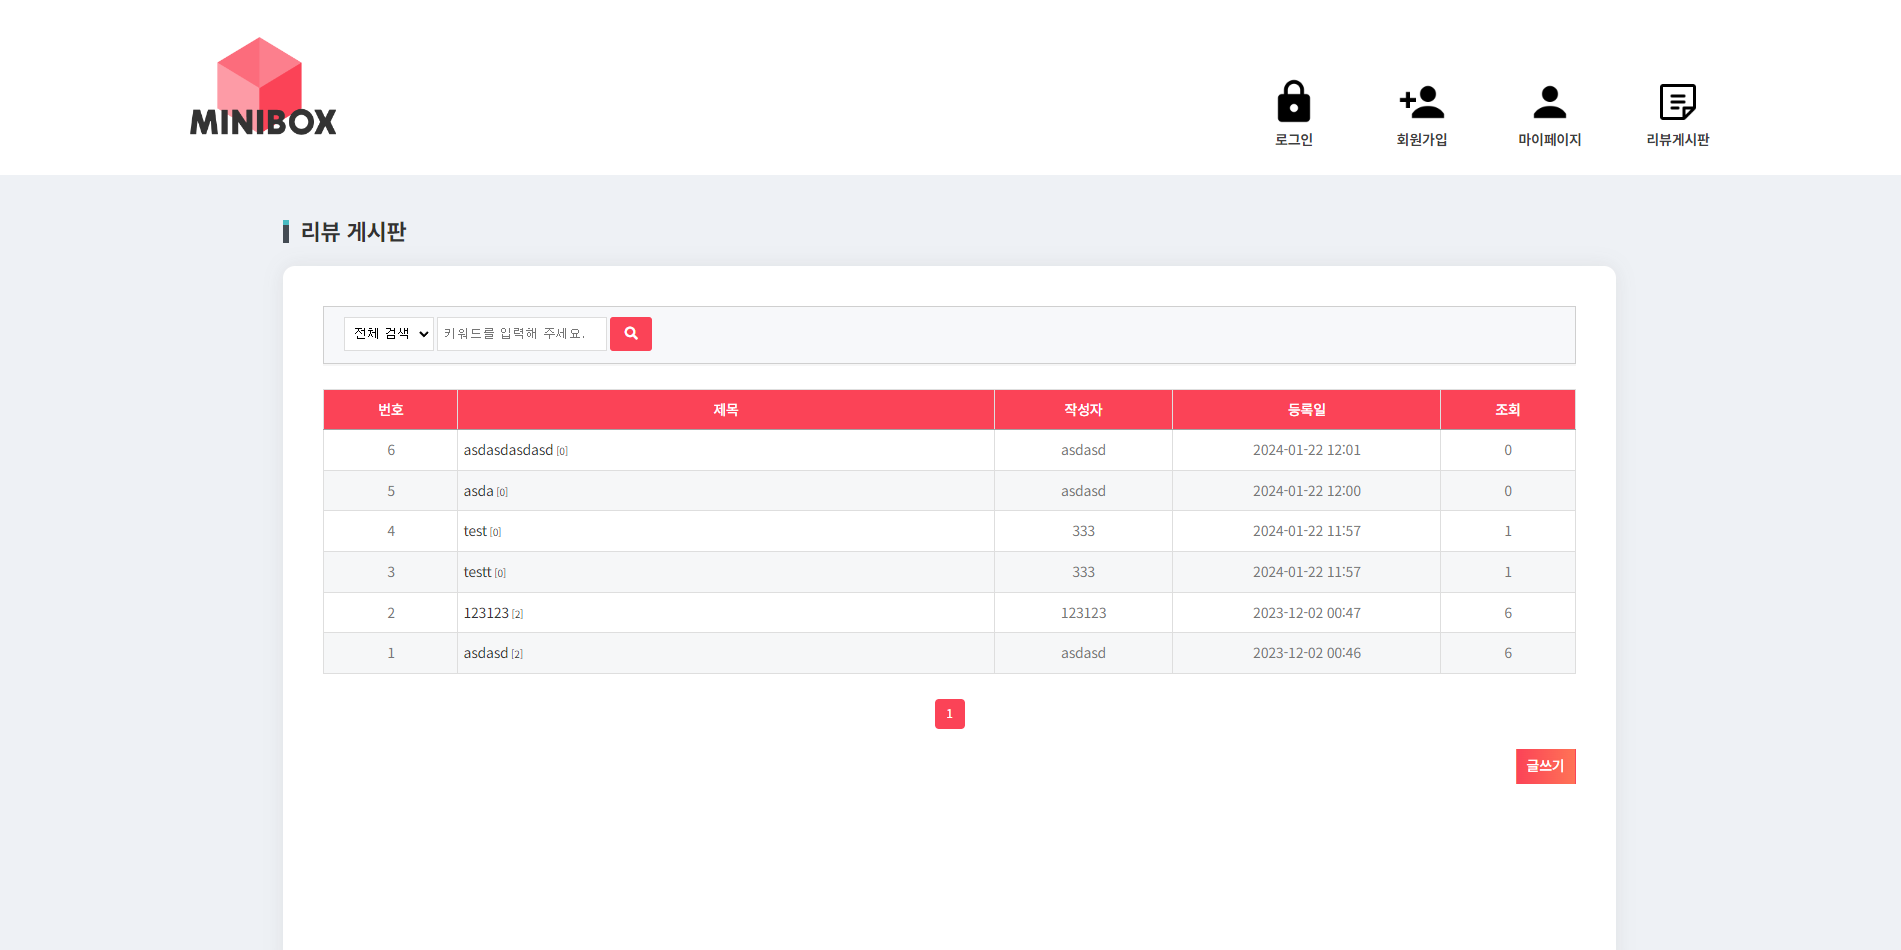 MINIBOX
로그인 회원가입 마이페이지 리뷰게시판
리뷰 게시판
전체 검색 키워드를 입력해 주세요.
번호 제목 작성자 등록일 조회
6 asdasdasdasd [0] asdasd 2024-01-22 12:01 0
5 asda [0] asdasd 2024-01-22 12:00 0
4 test [0] 333 2024-01-22 11:57 1
3 testt [0] 333 2024-01-22 11:57 1
2 123123 [2] 123123 2023-12-02 00:47 6
1 asdasd [2] asdasd 2023-12-02 00:46 6
1
글쓰기